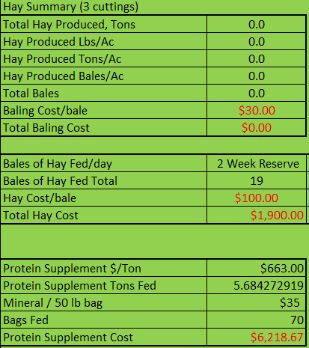 Hay Summary (3 cuttings)
Total Hay Produced, Tons 0.0
Hay Produced Lbs/Ac 0.0
Hay Produced Tons/Ac 0.0
Hay Produced Bales/Ac 0.0
Total Bales 0.0
Baling Cost/bale $30.00
Total Baling Cost $0.00
Bales of Hay Fed/day 2 Week Reserve
Bales of Hay Fed Total 19
Hay Cost/bale $100.00
Total Hay Cost $1,900.00
Protein Supplement $/Ton $663.00
Protein Supplement Tons Fed 5.684272919
Mineral / 50 lb bag $35
Bags Fed 70
Protein Supplement Cost $6,218.67